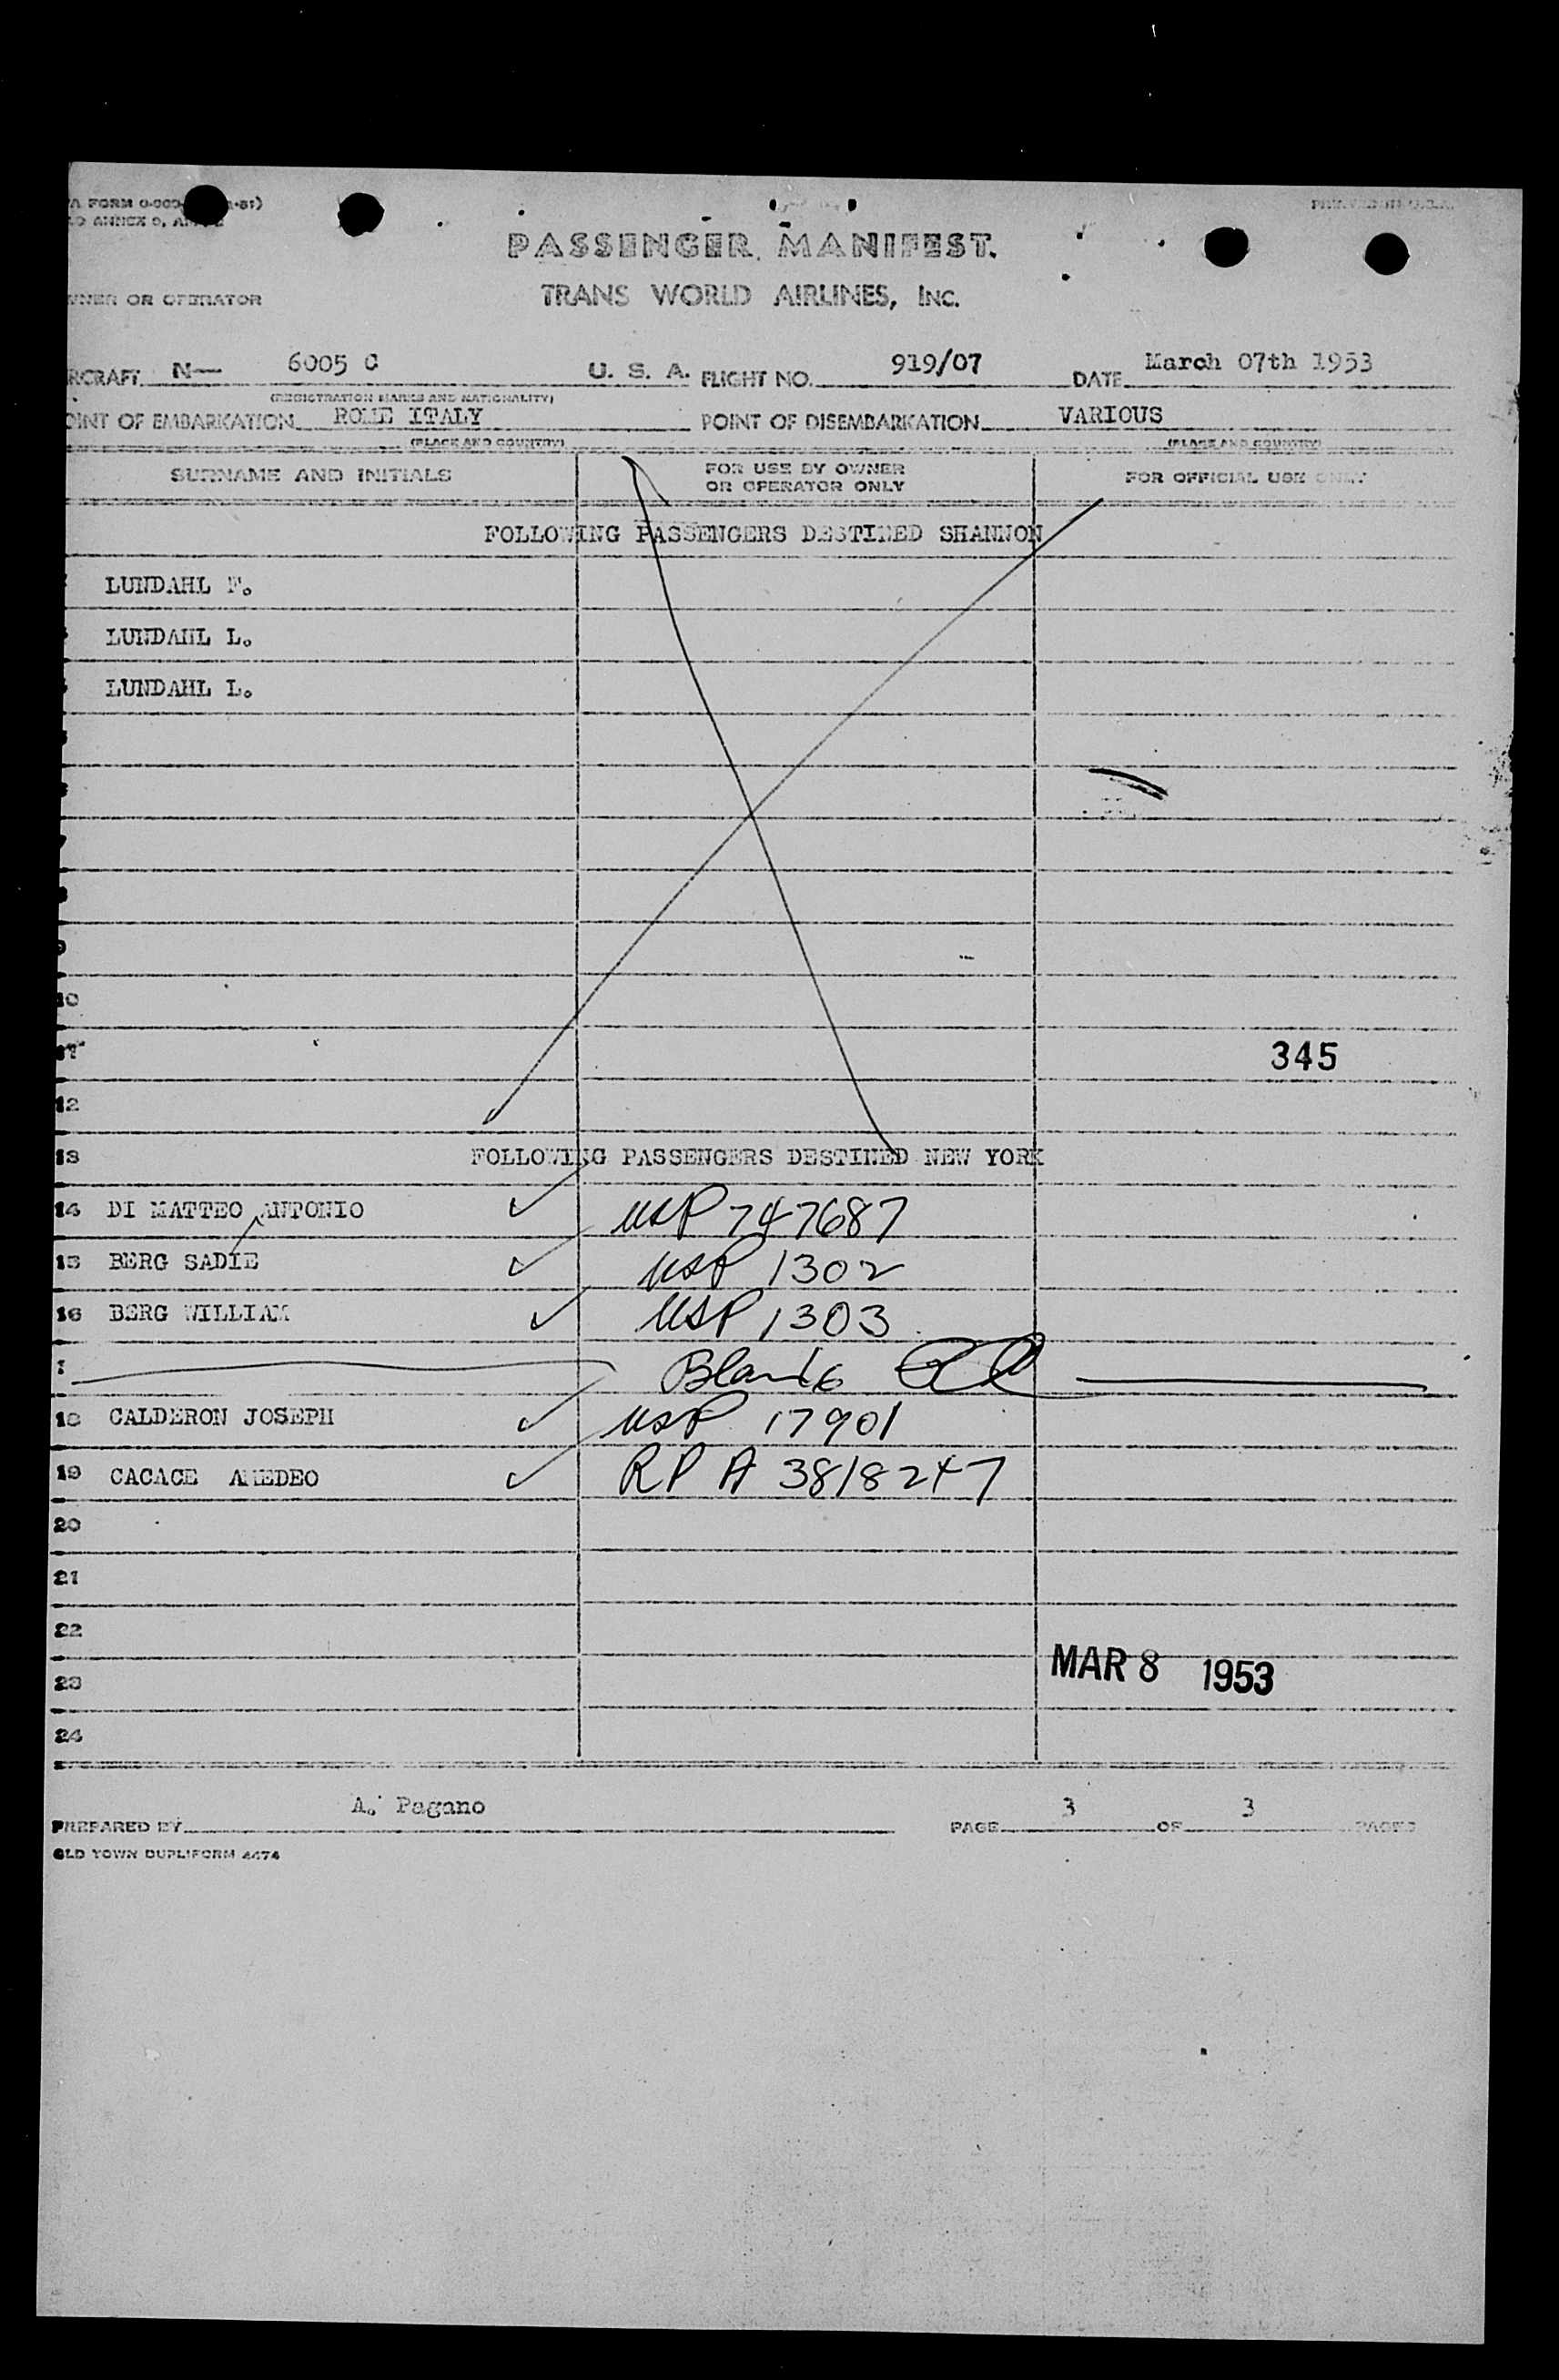 PASSENGER MANIFEST.
TRANS WORLD AIRLINES, INC.
OR OPERATOR
N— 6005 C U. S. A. FLIGHT NO. 919/07 DATE March 07th 1953
(REGISTRATION MARKS AND NATIONALITY)
OF EMBARKATION ROME ITALY POINT OF DISEMBARKATION VARIOUS
(PLACE AND COUNTRY) (PLACE AND COUNTRY)
SURNAME AND INITIALS FOR USE BY OWNER OR OPERATOR ONLY FOR OFFICIAL USE ONLY
FOLLOWING PASSENGERS DESTINED SHANNON
LUNDAHL F.
LUNDAHL L.
LUNDAHL L.
10
345
12
13 FOLLOWING PASSENGERS DESTINED NEW YORK
14 DI MATTEO ANTONIO ✓ USP 747687
15 BERG SADIE ✓ USP 1302
16 BERG WILLIAM ✓ USP 1303
Blank
18 CALDERON JOSEPH ✓ USP 17901
19 CACACE AMEDEO ✓ RP A 3818247
20
21
22
MAR 8 1953
23
24
PREPARED BY A. Pagano PAGE 3 OF 3 PAGES
OLD TOWN DUPLIFORM 4474